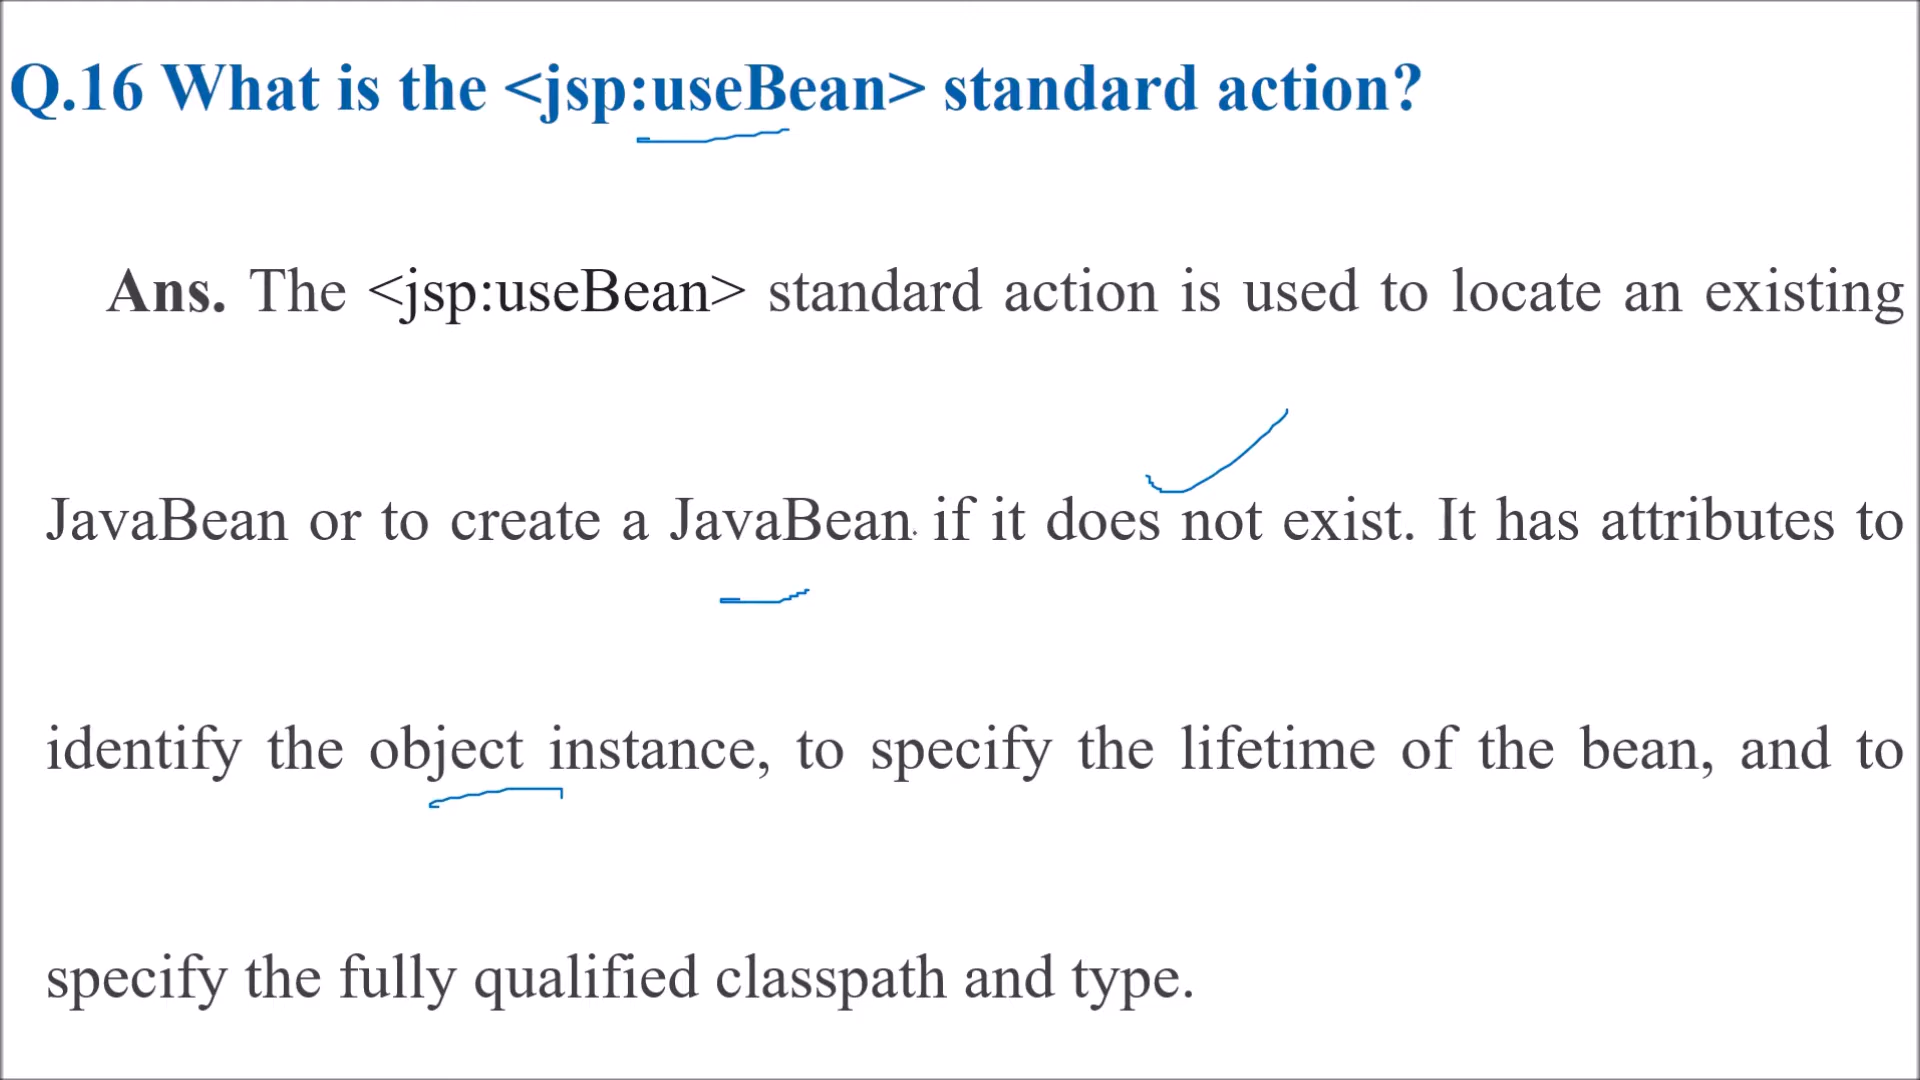 Q.16 What is the <jsp:useBean> standard action?
Ans. The <jsp:useBean> standard action is used to locate an existing
JavaBean or to create a JavaBean if it does not exist. It has attributes to
identify the object instance, to specify the lifetime of the bean, and to
specify the fully qualified classpath and type.